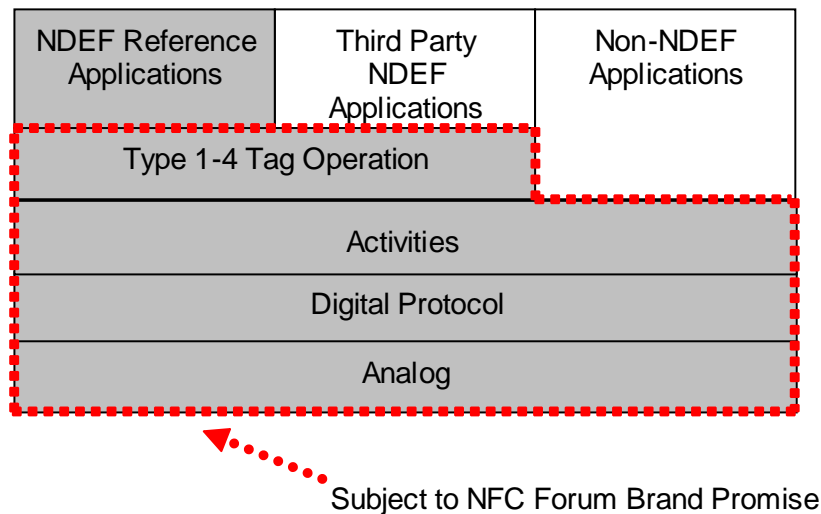 NDEF Reference
Applications
Third Party
NDEF
Applications
Non-NDEF
Applications
Type 1-4 Tag Operation
Activities
Digital Protocol
Analog
Subject to NFC Forum Brand Promise